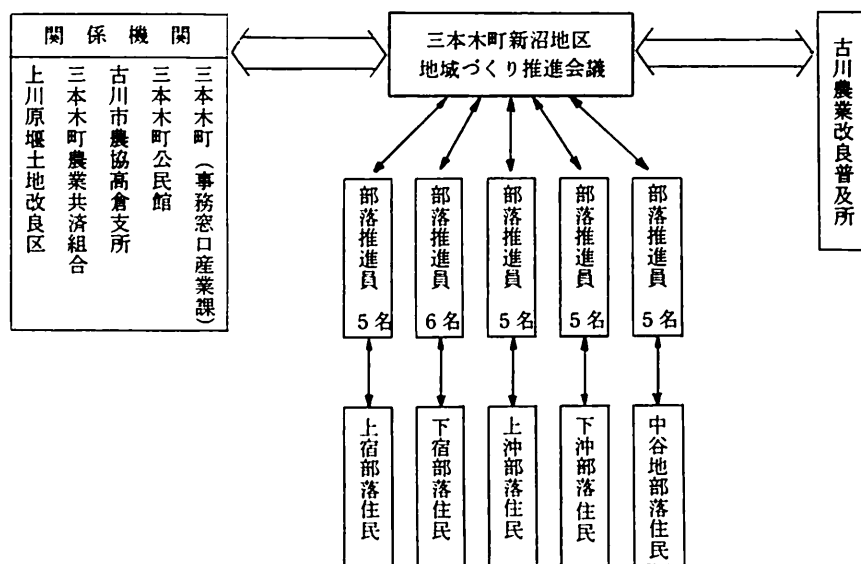 関係機関
三本木町(事務窓口産業課)
三本木町公民館
古川市農協高倉支所
三本木町農業共済組合
上川原堰土地改良区
三本木町新沼地区
地域づくり推進会議
古川農業改良普及所
部落推進員 5名
部落推進員 6名
部落推進員 5名
部落推進員 5名
部落推進員 5名
上宿部落住民
下宿部落住民
上沖部落住民
下沖部落住民
中谷地部落住民